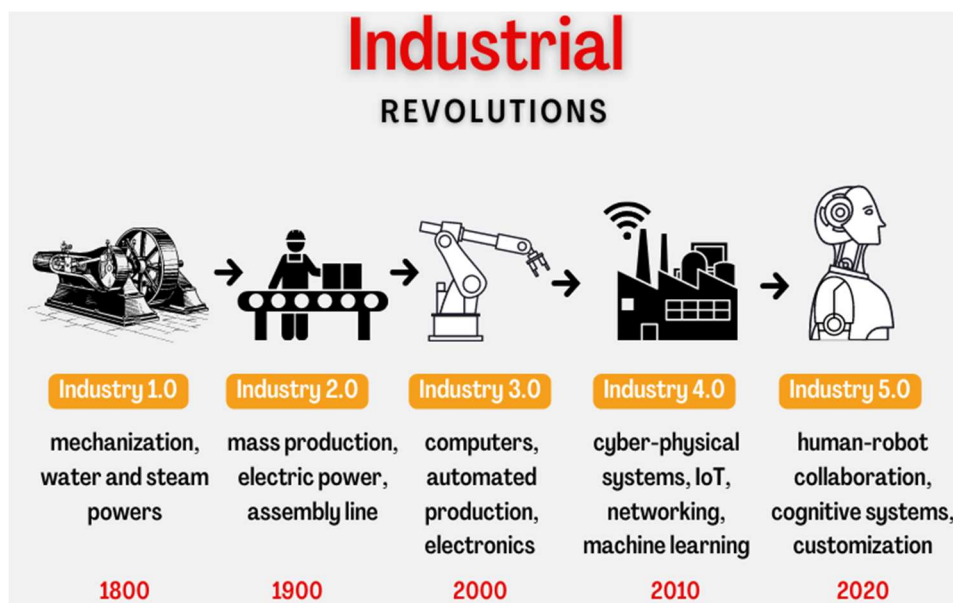 Industrial
REVOLUTIONS
Industry 1.0
mechanization,
water and steam
powers
1800
Industry 2.0
mass production,
electric power,
assembly line
1900
Industry 3.0
computers,
automated
production,
electronics
2000
Industry 4.0
cyber-physical
systems, IoT,
networking,
machine learning
2010
Industry 5.0
human-robot
collaboration,
cognitive systems,
customization
2020